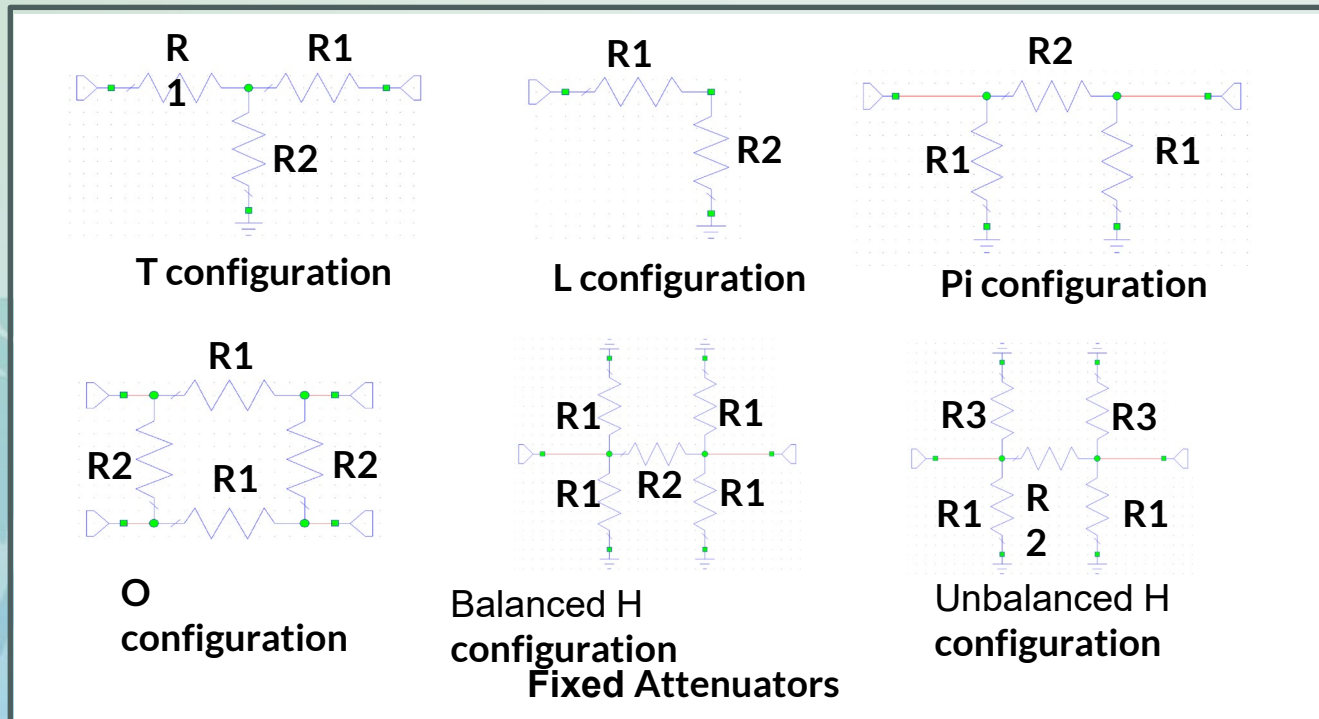 R
1
R1
R2
T configuration
R1
R2
L configuration
R2
R1
R1
Pi configuration
R1
R2
R1
R2
O
configuration
R1
R1
R1
R2
R1
Balanced H
configuration
R3
R3
R1
R
2
R1
Unbalanced H
configuration
Fixed Attenuators